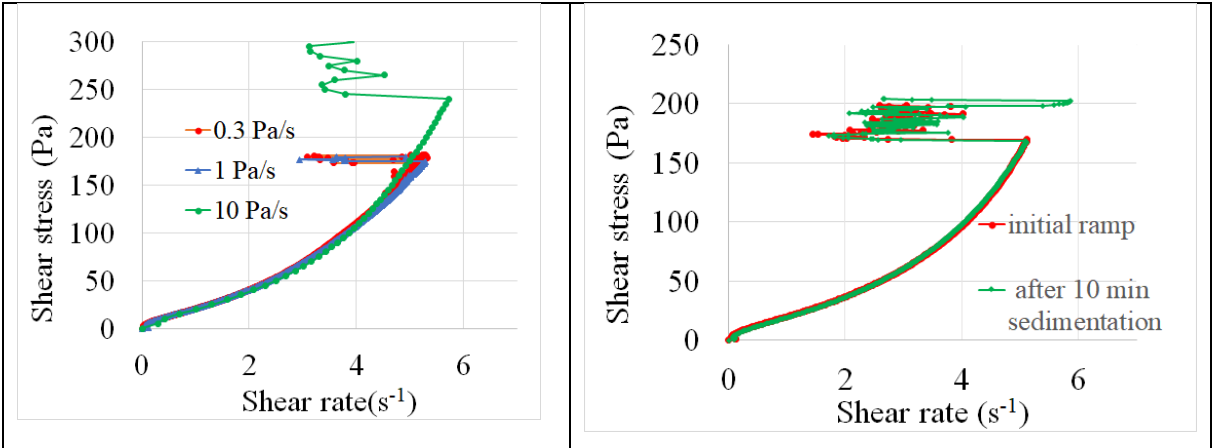 Shear stress (Pa)
300
250
200
150
100
50
0
0.3 Pa/s
1 Pa/s
10 Pa/s
0 2 4 6
Shear rate(s-1)
Shear stress (Pa)
250
200
150
100
50
0
initial ramp
after 10 min
sedimentation
0 2 4 6
Shear rate (s-1)